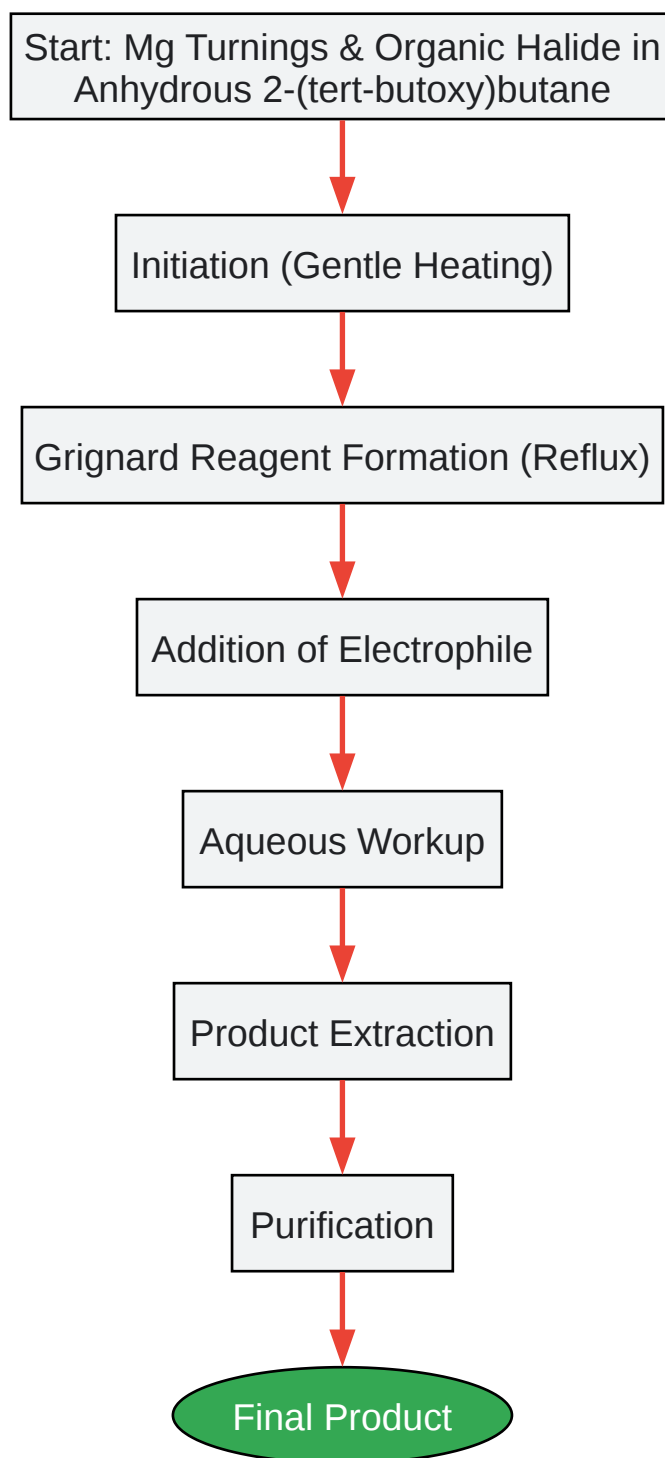 Start: Mg Turnings & Organic Halide in
Anhydrous 2-(tert-butoxy)butane
Initiation (Gentle Heating)
Grignard Reagent Formation (Reflux)
Addition of Electrophile
Aqueous Workup
Product Extraction
Purification
Final Product